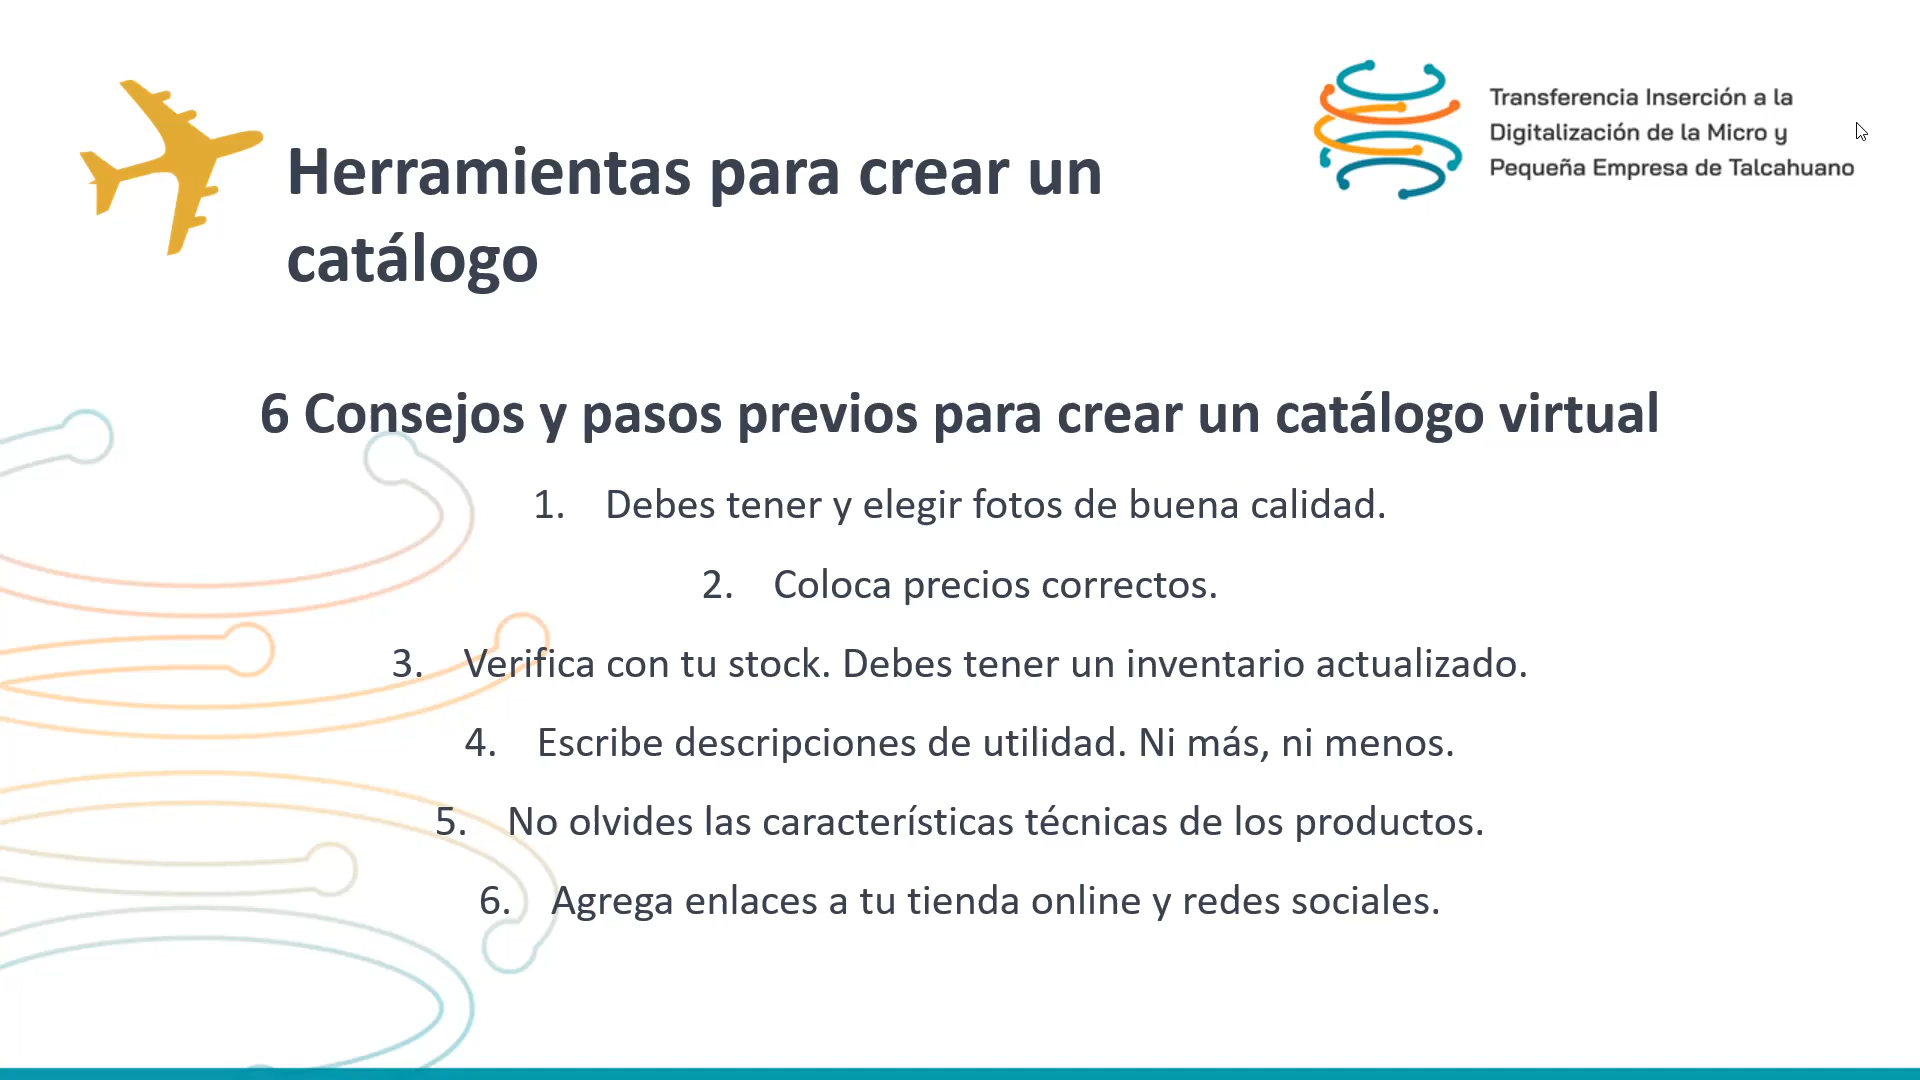 Herramientas para crear un
catálogo
Transferencia Inserción a la
Digitalización de la Micro y
Pequeña Empresa de Talcahuano
6 Consejos y pasos previos para crear un catálogo virtual
1. Debes tener y elegir fotos de buena calidad.
2. Coloca precios correctos.
3. Verifica con tu stock. Debes tener un inventario actualizado.
4. Escribe descripciones de utilidad. Ni más, ni menos.
5. No olvides las características técnicas de los productos.
6. Agrega enlaces a tu tienda online y redes sociales.